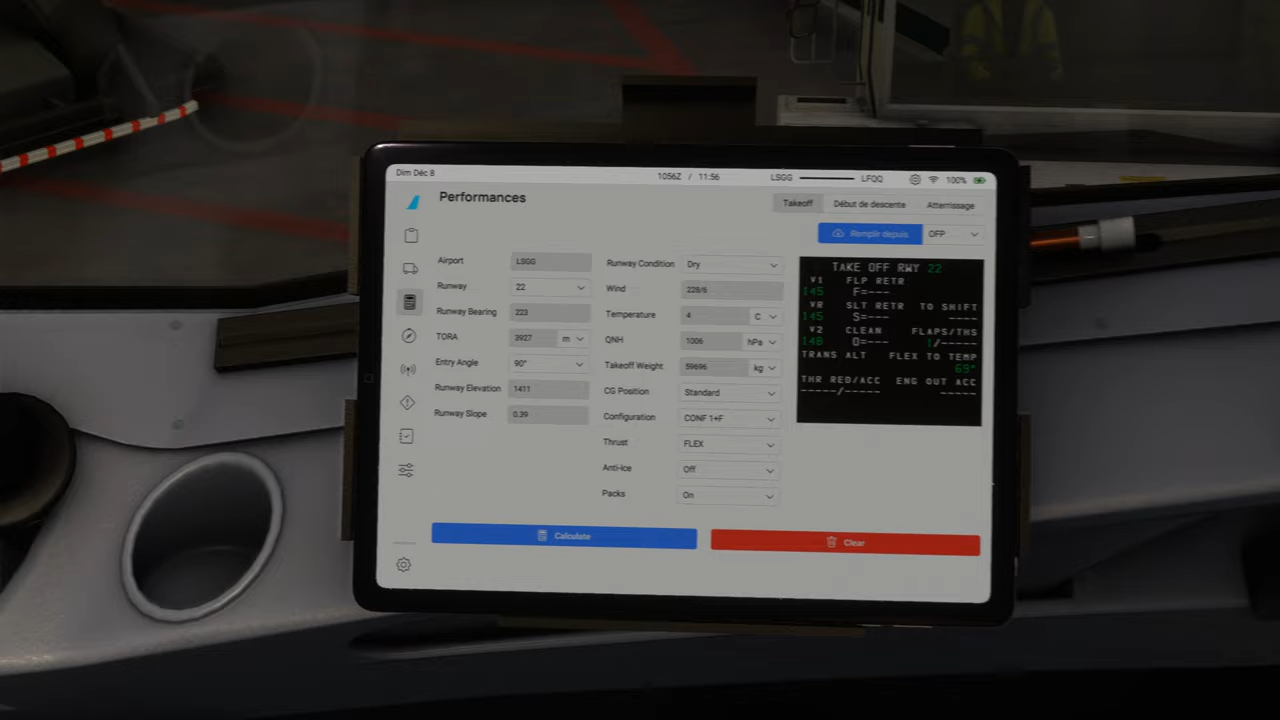 Dim Déc 8
1056Z / 11:56
LSGG LFQQ
100%
Performances
Takeoff Début de descente Atterrissage
Remplir depuis OFP
Airport LSGG
Runway 22
Runway Bearing 223
TORA 3927 m
Entry Angle 90°
Runway Elevation 1411
Runway Slope 0.39
Runway Condition Dry
Wind 228/6
Temperature 4 C
QNH 1006 hPa
Takeoff Weight 59696 kg
CG Position Standard
Configuration CONF 1+F
Thrust FLEX
Anti-Ice Off
Packs On
TAKE OFF RWY 22
V1 FLP RETR
145 F=---
VR SLT RETR TO SHIFT
145 S=--- ----
V2 CLEAN FLAPS/THS
148 O=--- 1/-----
TRANS ALT FLEX TO TEMP
69°
THR RED/ACC ENG OUT ACC
-----/----- -----
Calculate
Clear